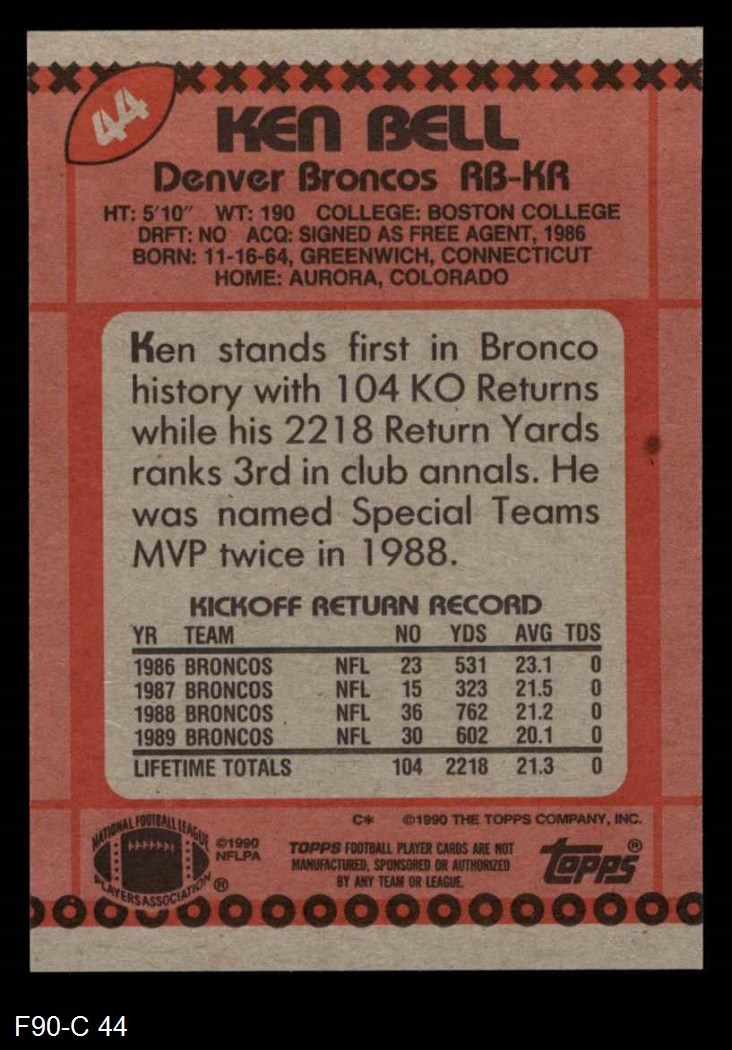 44
KEN BELL
Denver Broncos RB-KR
HT: 5'10" WT: 190 COLLEGE: BOSTON COLLEGE
DRFT: NO ACQ: SIGNED AS FREE AGENT, 1986
BORN: 11-16-64, GREENWICH, CONNECTICUT
HOME: AURORA, COLORADO
Ken stands first in Bronco
history with 104 KO Returns
while his 2218 Return Yards
ranks 3rd in club annals. He
was named Special Teams
MVP twice in 1988.
KICKOFF RETURN RECORD
YR TEAM NO YDS AVG TDS
1986 BRONCOS NFL 23 531 23.1 0
1987 BRONCOS NFL 15 323 21.5 0
1988 BRONCOS NFL 36 762 21.2 0
1989 BRONCOS NFL 30 602 20.1 0
LIFETIME TOTALS 104 2218 21.3 0
C* ©1990 THE TOPPS COMPANY, INC.
NATIONAL FOOTBALL LEAGUE
PLAYERS ASSOCIATION ®
©1990
NFLPA
TOPPS FOOTBALL PLAYER CARDS ARE NOT
MANUFACTURED, SPONSORED OR AUTHORIZED
BY ANY TEAM OR LEAGUE.
topps®
F90-C 44